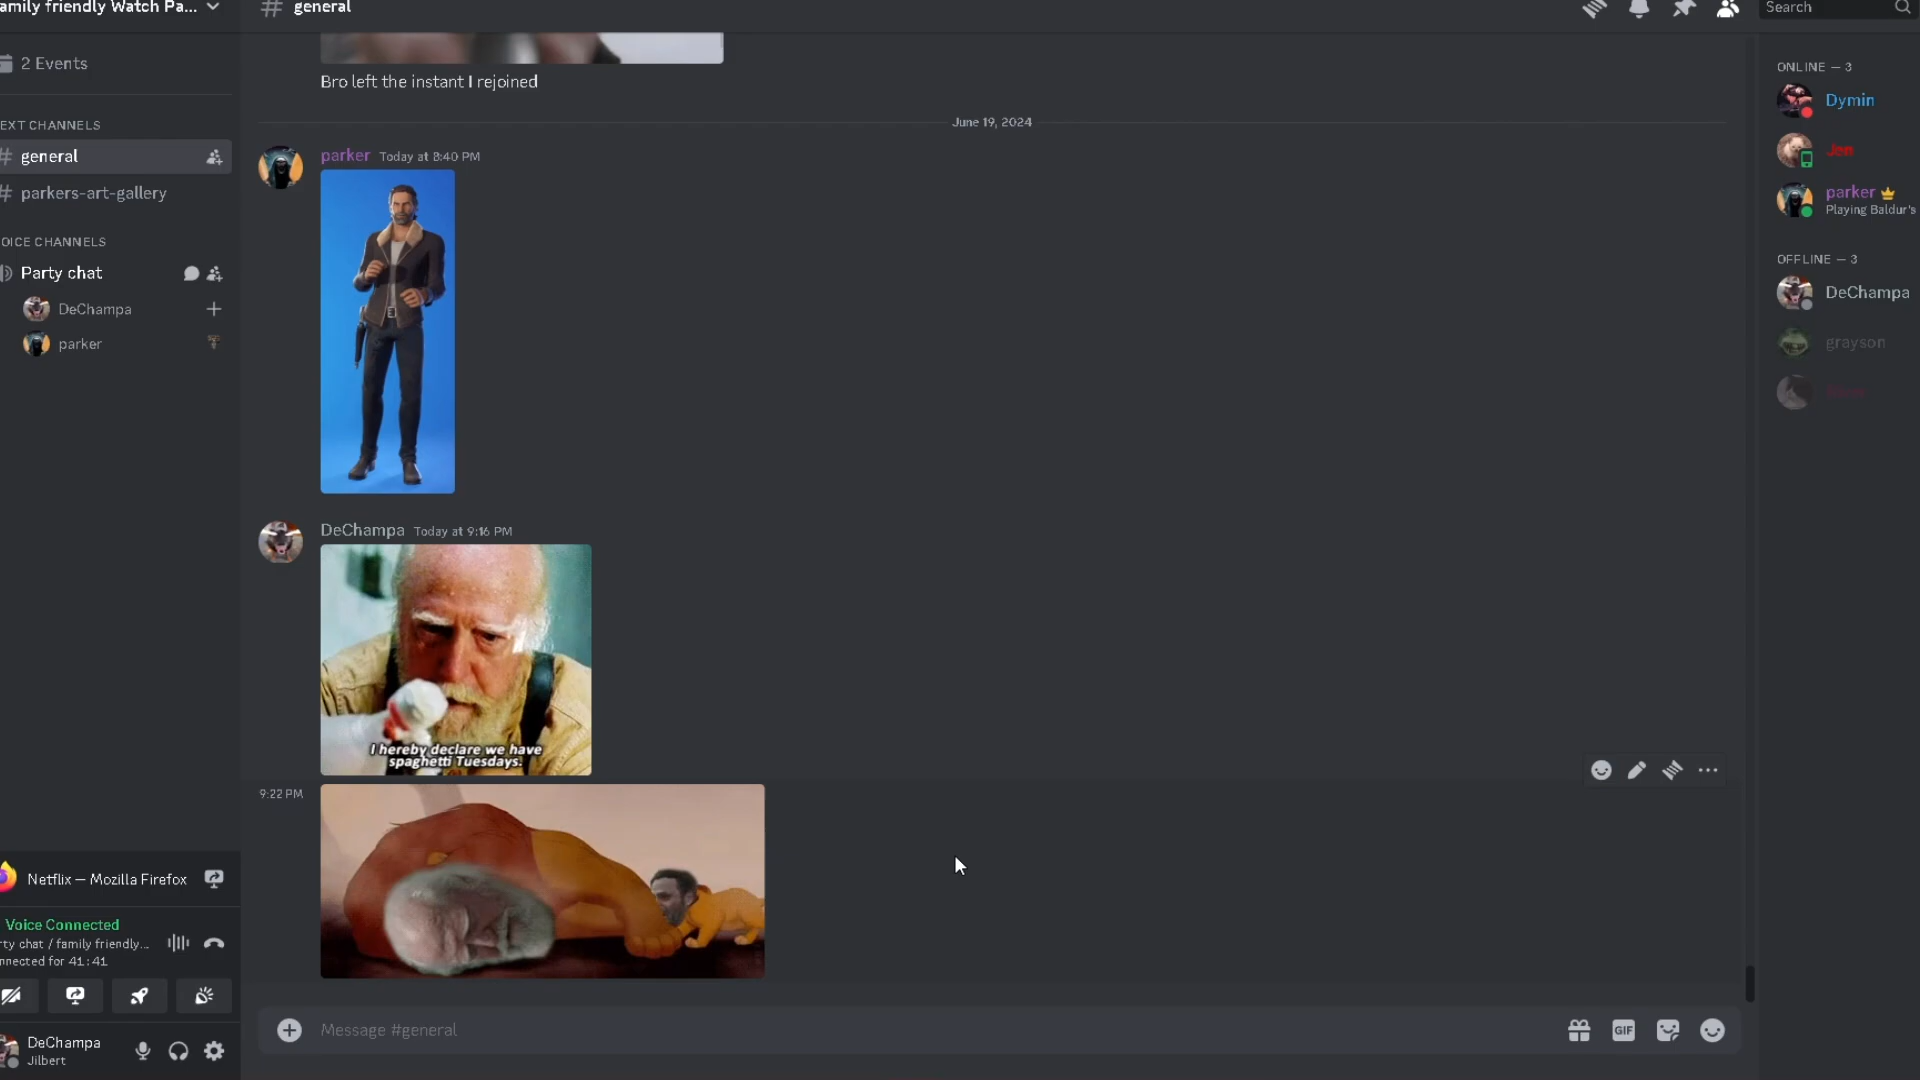 amily friendly Watch Pa...
general
Search
2 Events
EXT CHANNELS
general
parkers-art-gallery
OICE CHANNELS
Party chat
DeChampa
parker
Bro left the instant I rejoined
June 19, 2024
parker Today at 8:40 PM
DeChampa Today at 9:16 PM
I hereby declare we have
spaghetti Tuesdays.
9:22 PM
Message #general
GIF
Netflix — Mozilla Firefox
Voice Connected
rty chat / family friendly...
nnected for 41:41
DeChampa
Jilbert
ONLINE — 3
Dymin
Jen
parker
Playing Baldur's
OFFLINE — 3
DeChampa
grayson